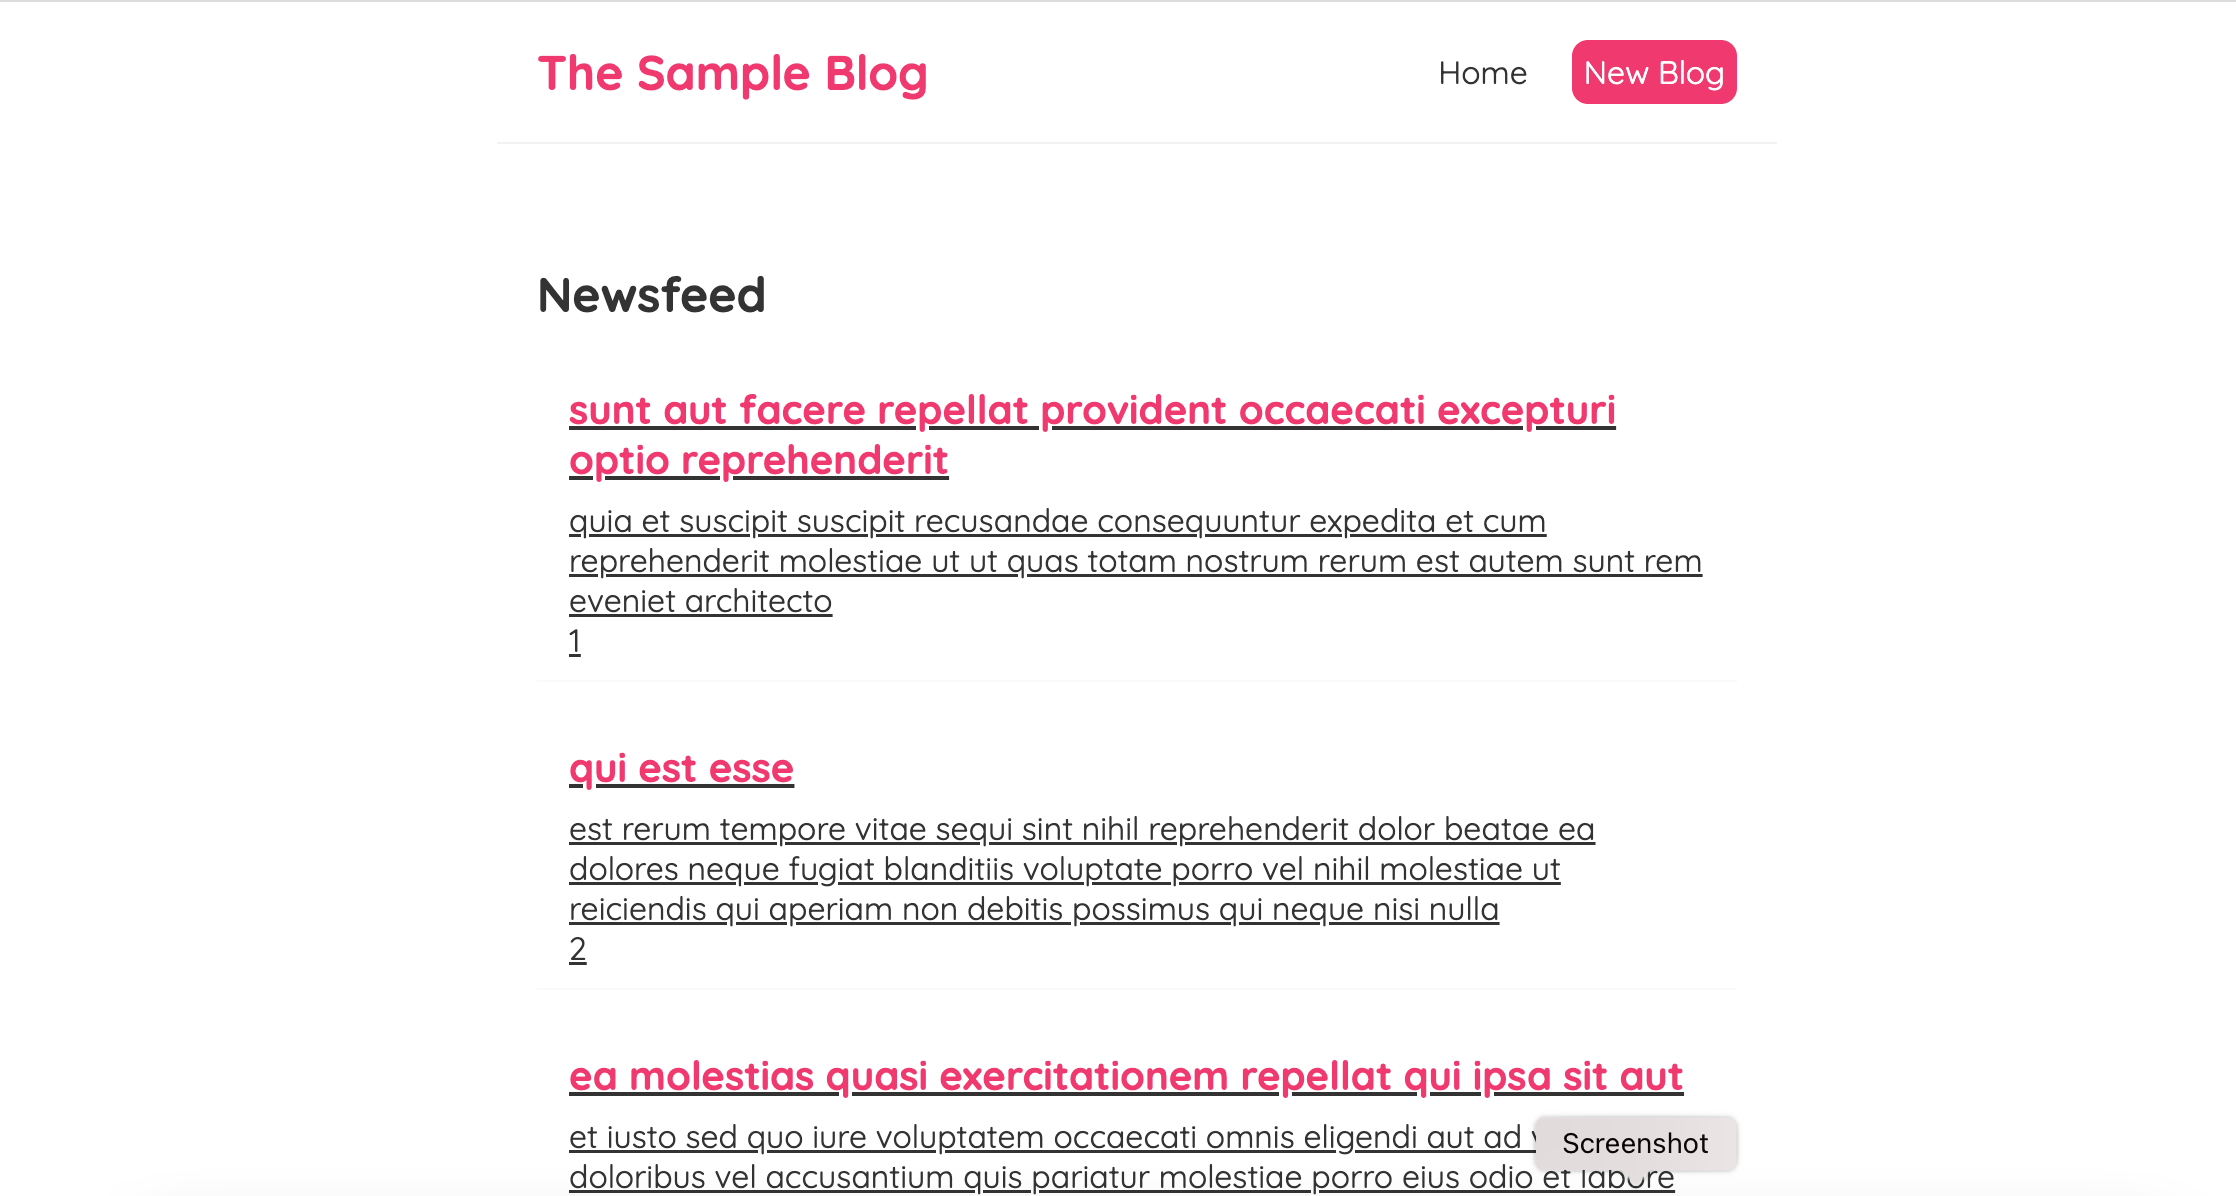 The Sample Blog
Home
New Blog
Newsfeed
sunt aut facere repellat provident occaecati excepturi
optio reprehenderit
quia et suscipit suscipit recusandae consequuntur expedita et cum
reprehenderit molestiae ut ut quas totam nostrum rerum est autem sunt rem
eveniet architecto
1
qui est esse
est rerum tempore vitae sequi sint nihil reprehenderit dolor beatae ea
dolores neque fugiat blanditiis voluptate porro vel nihil molestiae ut
reiciendis qui aperiam non debitis possimus qui neque nisi nulla
2
ea molestias quasi exercitationem repellat qui ipsa sit aut
et iusto sed quo iure voluptatem occaecati omnis eligendi aut ad
Screenshot
doloribus vel accusantium quis pariatur molestiae porro eius odio et labore